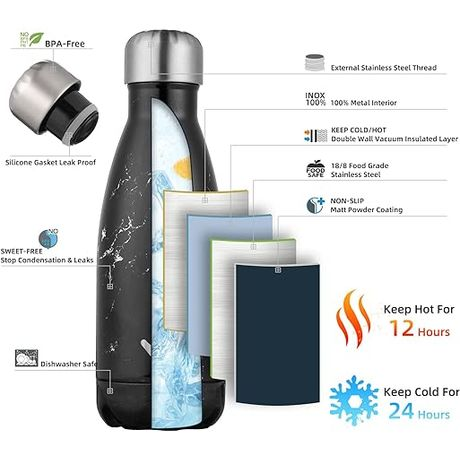 BPA-Free
Silicone Gasket Leak Proof
External Stainless Steel Thread
INOX
100% 100% Metal Interior
KEEP COLD/HOT
Double Wall Vacuum Insulated Layer
FOOD
SAFE
18/8 Food Grade
Stainless Steel
NON-SLIP
Matt Powder Coating
NO
SWEET-FREE
Stop Condensation & Leaks
Dishwasher Safe
Keep Hot For
12 Hours
Keep Cold For
24 Hours